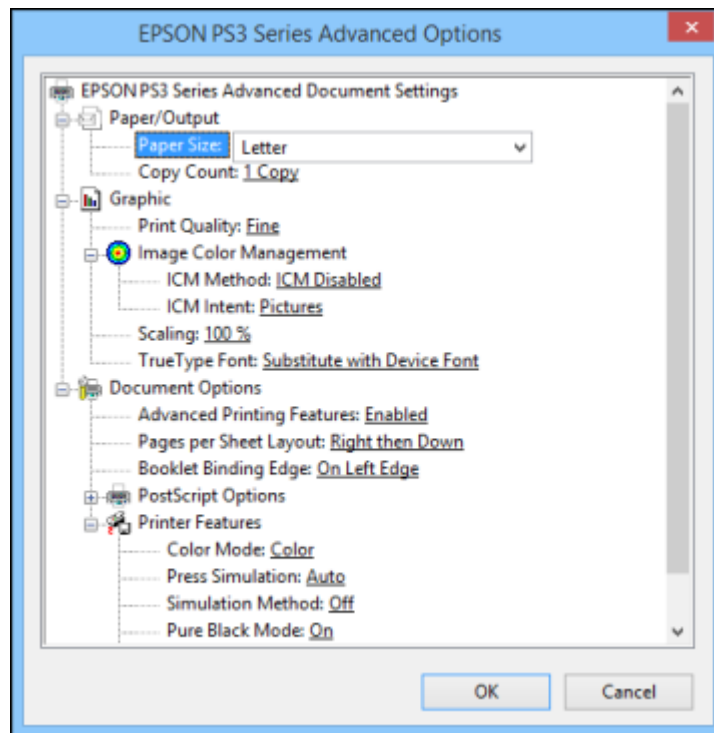 EPSON PS3 Series Advanced Options
EPSON PS3 Series Advanced Document Settings
Paper/Output
Paper Size: Letter
Copy Count: 1 Copy
Graphic
Print Quality: Fine
Image Color Management
ICM Method: ICM Disabled
ICM Intent: Pictures
Scaling: 100 %
TrueType Font: Substitute with Device Font
Document Options
Advanced Printing Features: Enabled
Pages per Sheet Layout: Right then Down
Booklet Binding Edge: On Left Edge
PostScript Options
Printer Features
Color Mode: Color
Press Simulation: Auto
Simulation Method: Off
Pure Black Mode: On
OK Cancel